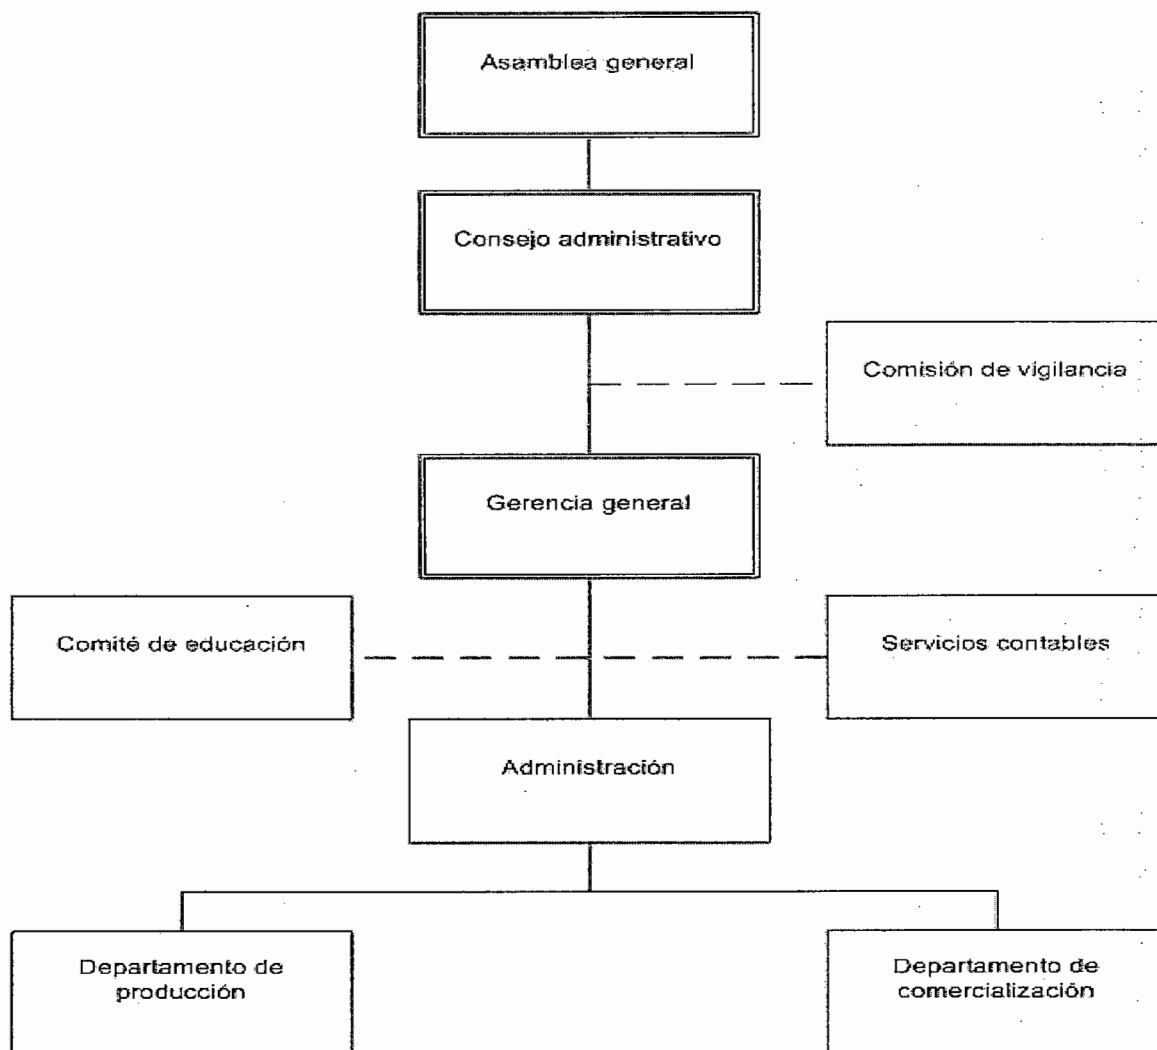 Asamblea general
Consejo administrativo
Comisión de vigilancia
Gerencia general
Comité de educación
Servicios contables
Administración
Departamento de
producción
Departamento de
comercialización